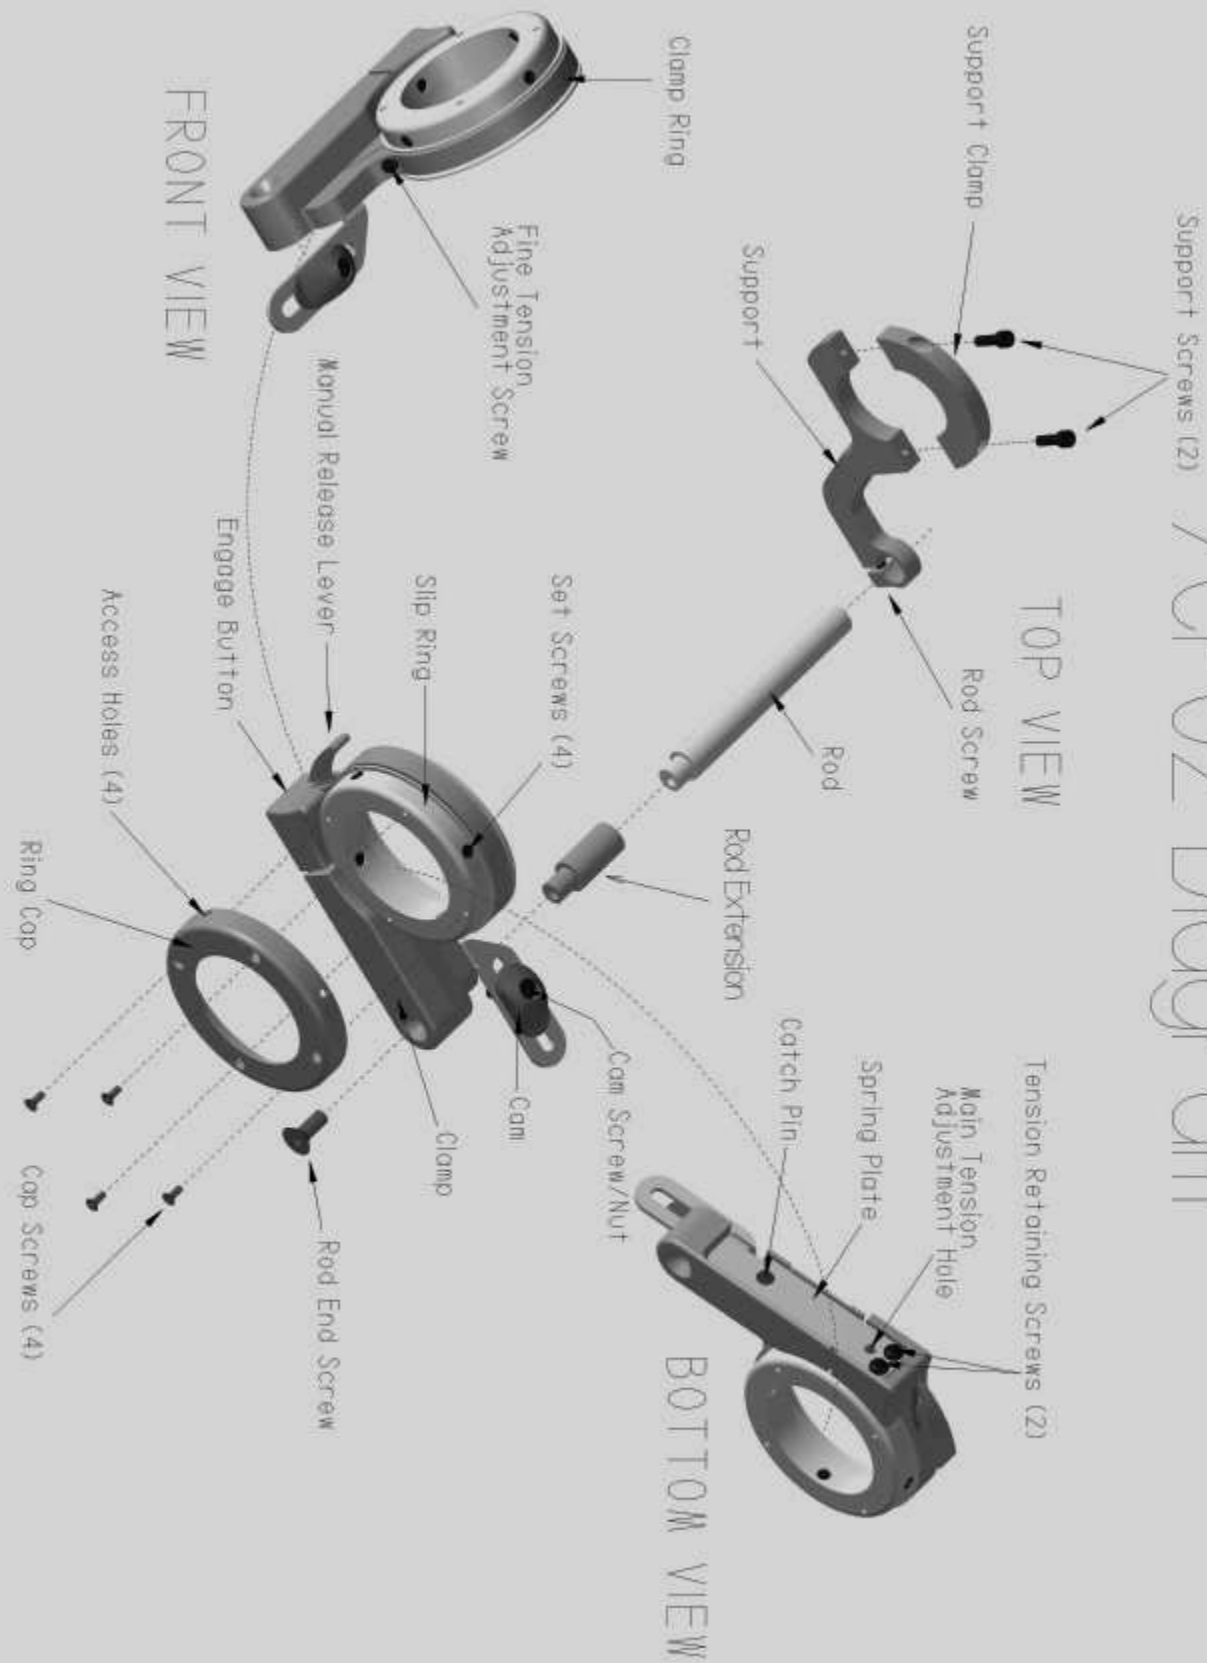 Diagram
Support Screws (2)
Support Clamp
Support
TOP VIEW
Rod Screw
Rod
Rod Extension
Clamp Ring
Fine Tension
Adjustment Screw
FRONT VIEW
Manual Release Lever
Engage Button
Access Holes (4)
Ring Cap
Set Screws (4)
Slip Ring
Cam Screw/Nut
Cam
Clamp
Rod End Screw
Cap Screws (4)
Tension Retaining Screws (2)
Main Tension
Adjustment Hole
Spring Plate
Catch Pin
BOTTOM VIEW